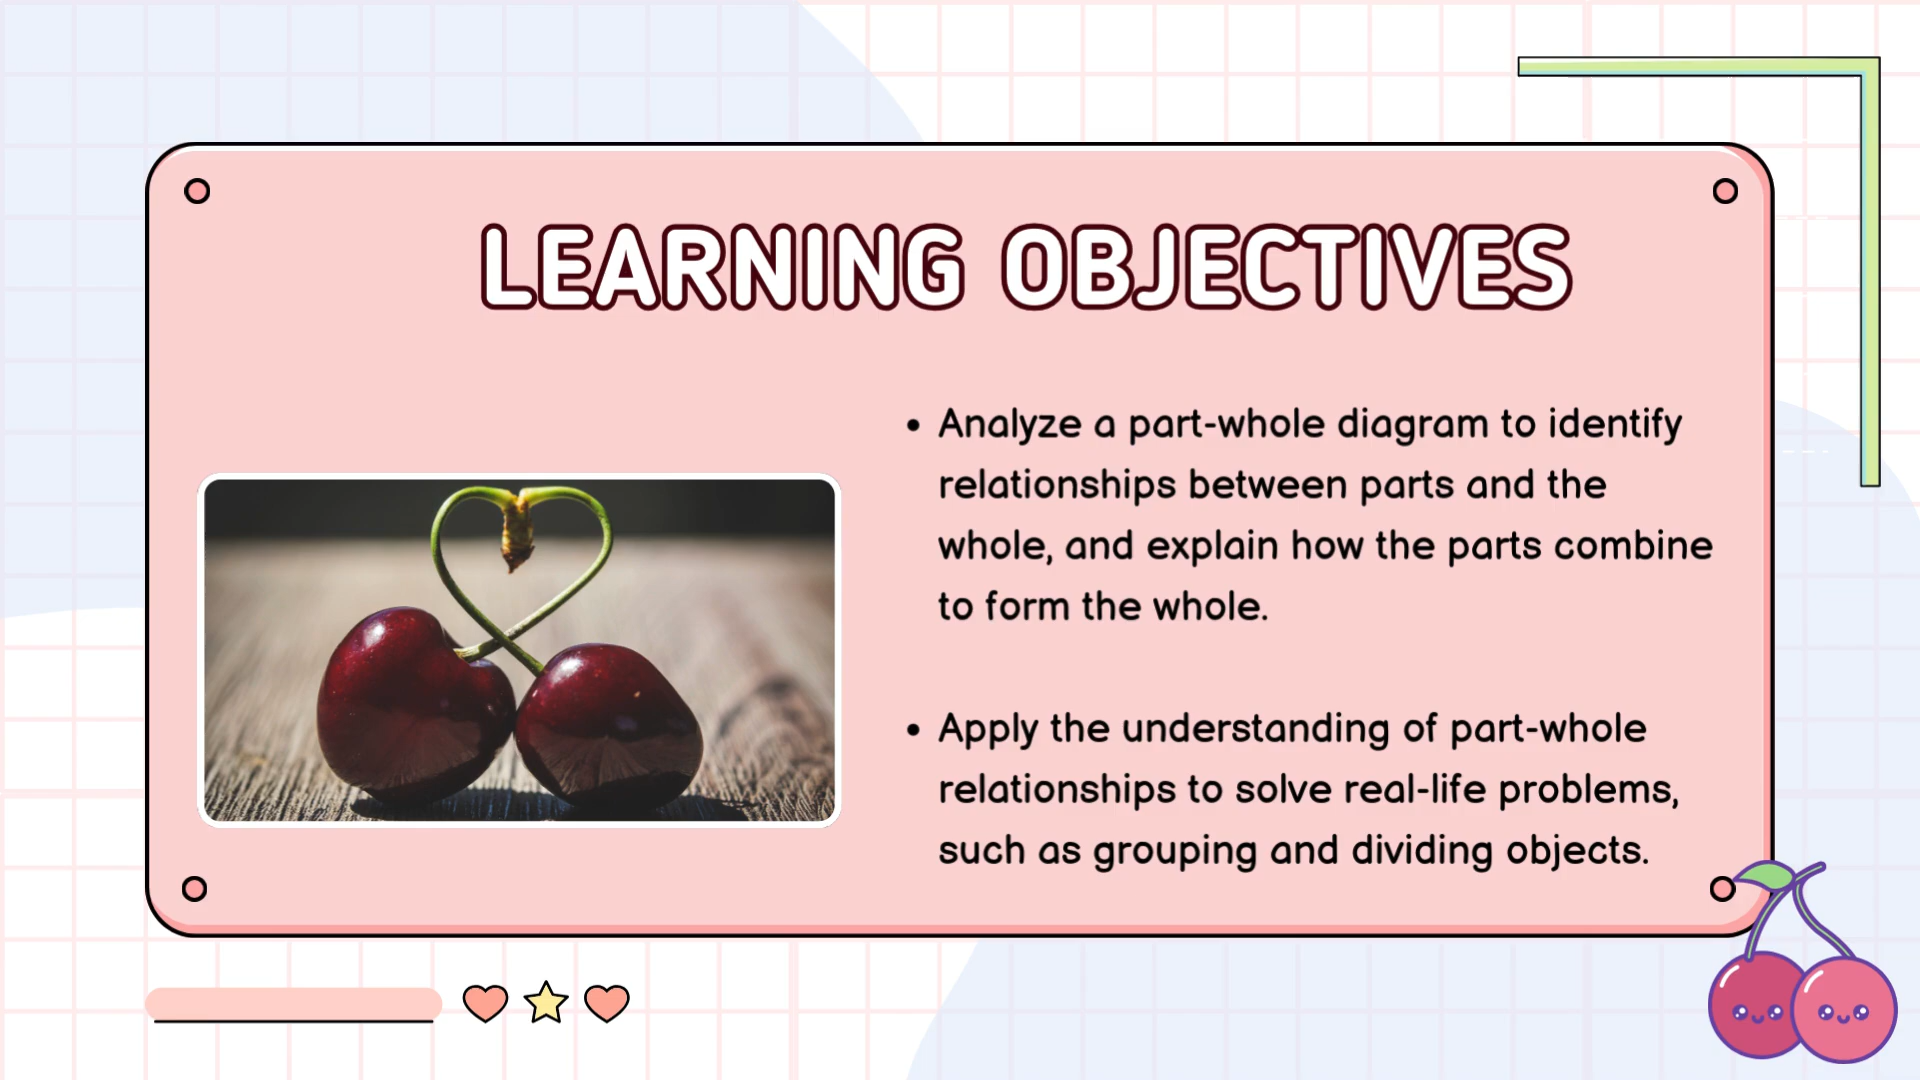 LEARNING OBJECTIVES
• Analyze a part-whole diagram to identify
relationships between parts and the
whole, and explain how the parts combine
to form the whole.
• Apply the understanding of part-whole
relationships to solve real-life problems,
such as grouping and dividing objects.